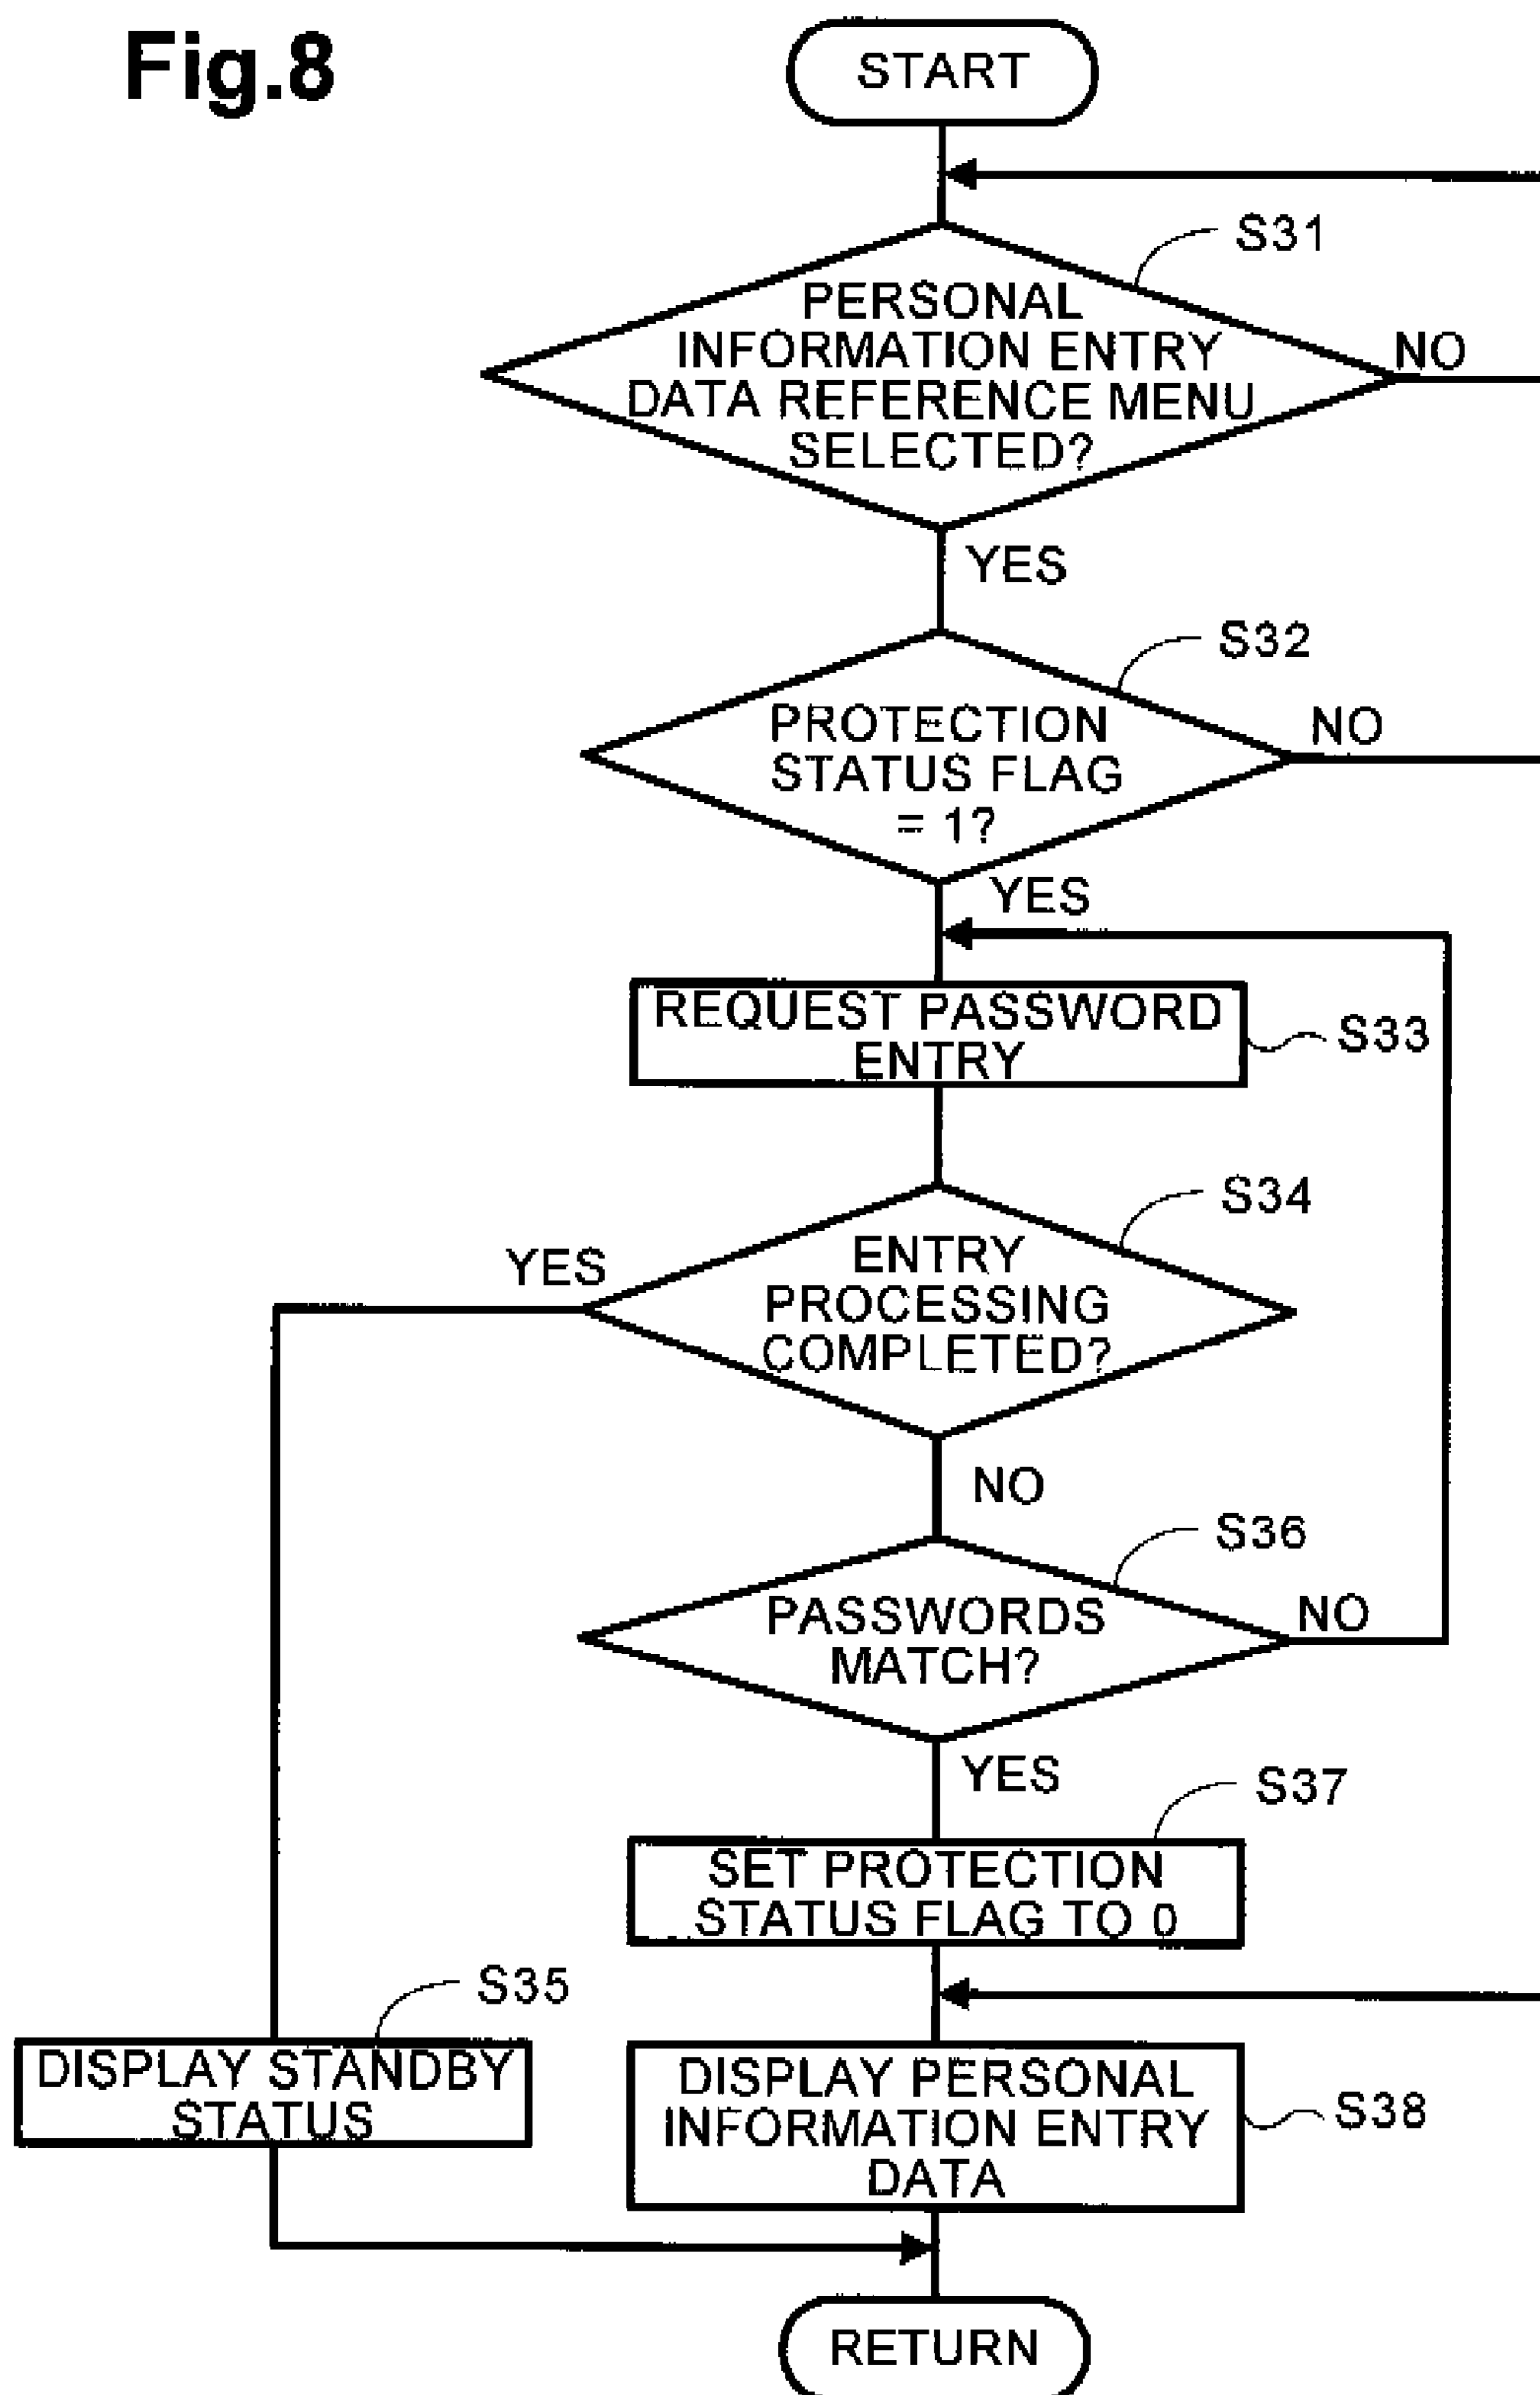 Fig.8
START
S31
PERSONAL
INFORMATION ENTRY
DATA REFERENCE MENU
SELECTED?
NO
YES
S32
PROTECTION
STATUS FLAG
= 1?
NO
YES
REQUEST PASSWORD
ENTRY
S33
S34
YES
ENTRY
PROCESSING
COMPLETED?
NO
S36
PASSWORDS
MATCH?
NO
YES
S37
SET PROTECTION
STATUS FLAG TO 0
S35
DISPLAY STANDBY
STATUS
DISPLAY PERSONAL
INFORMATION ENTRY
DATA
S38
RETURN